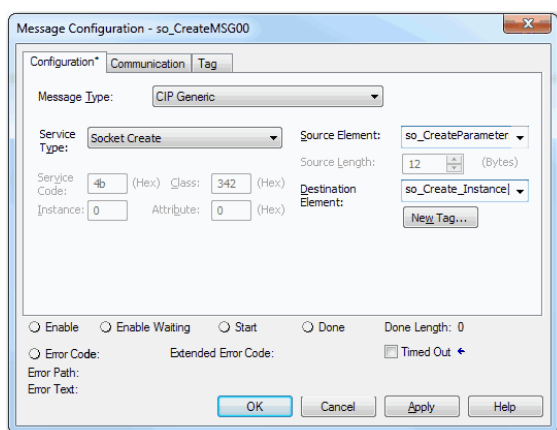 Message Configuration - so_CreateMSG00
Configuration* Communication Tag
Message Type: CIP Generic
Service Type: Socket Create Source Element: so_CreateParameter
Source Length: 12 (Bytes)
Service Code: 4b (Hex) Class: 342 (Hex) Destination Element: so_Create_Instance
Instance: 0 Attribute: 0 (Hex) New Tag...
Enable Enable Waiting Start Done Done Length: 0
Error Code: Extended Error Code: Timed Out
Error Path:
Error Text:
OK Cancel Apply Help